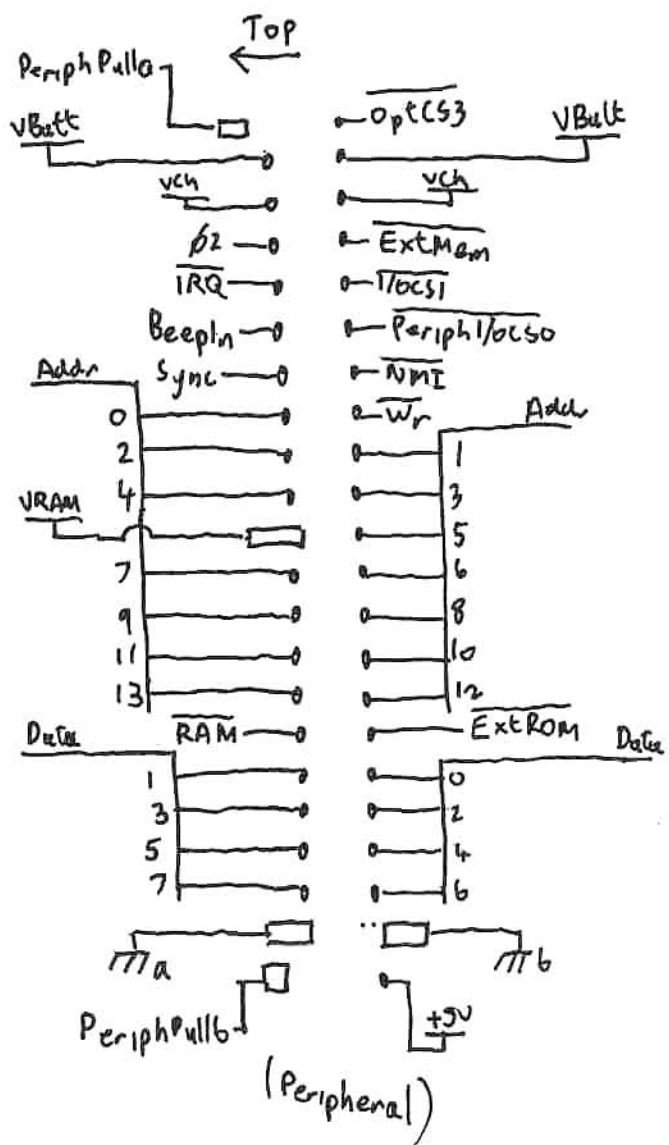 Top
PeriphPulla
OptCS3
VBatt
VBatt
vch
vch
ϕ2
ExtMem
IRQ
I/OCS1
BeepIn
PeriphI/OCS0
Sync
NMI
Addr
Wr
Addr
0
2
1
4
3
VRAM
5
7
6
9
8
11
10
13
12
RAM
ExtROM
Data
Data
1
0
3
2
5
4
7
6
a
b
PeriphPullb
+5v
(Peripheral)